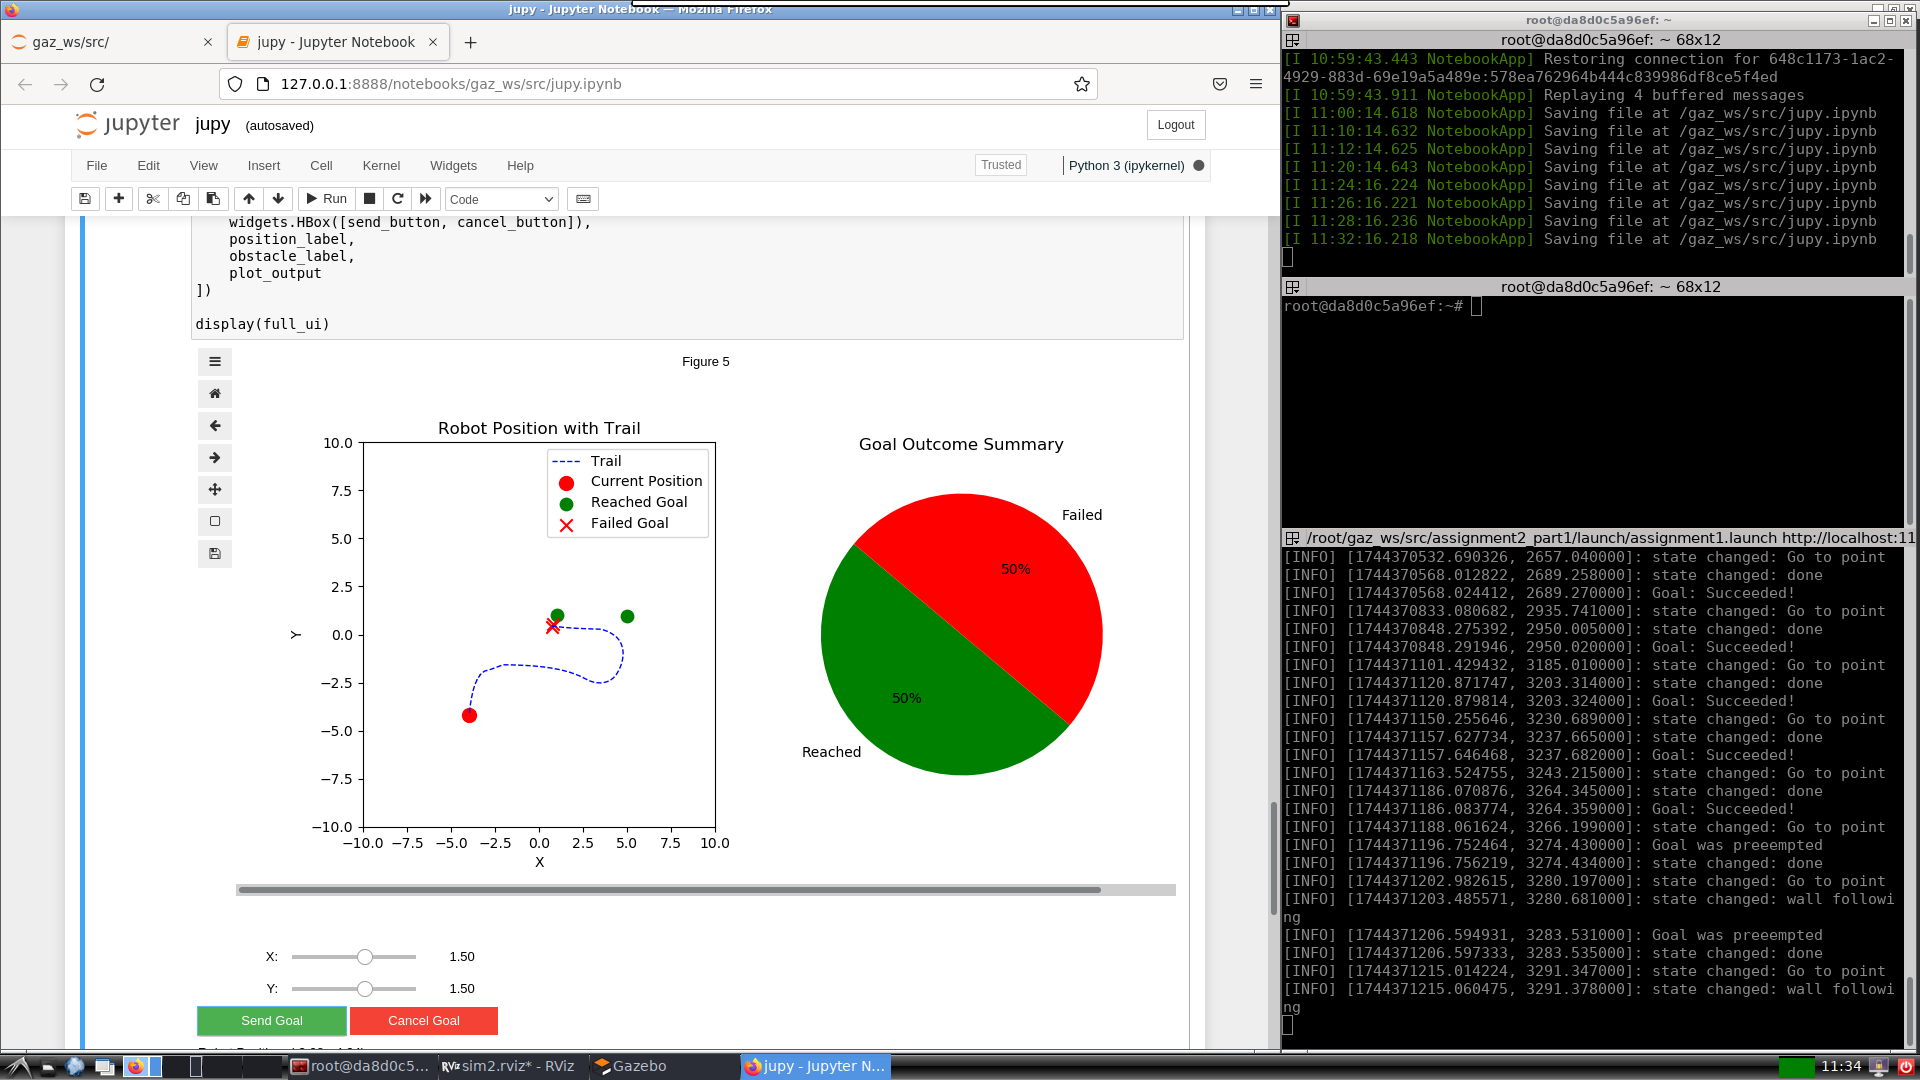 jupy - Jupyter Notebook — Mozilla Firefox
gaz_ws/src/
jupy - Jupyter Notebook
127.0.0.1:8888/notebooks/gaz_ws/src/jupy.ipynb
jupyter jupy (autosaved)
Logout
File Edit View Insert Cell Kernel Widgets Help
Trusted
Python 3 (ipykernel)
Run
Code
widgets.HBox([send_button, cancel_button]),
position_label,
obstacle_label,
plot_output
])
display(full_ui)
Figure 5
Robot Position with Trail
10.0
7.5
5.0
2.5
0.0
−2.5
−5.0
−7.5
−10.0
Y
Trail
Current Position
Reached Goal
Failed Goal
−10.0 −7.5 −5.0 −2.5 0.0 2.5 5.0 7.5 10.0
X
Goal Outcome Summary
Failed
50%
50%
Reached
X: 1.50
Y: 1.50
Send Goal Cancel Goal
root@da8d0c5a96ef: ~
root@da8d0c5a96ef: ~ 68x12
[I 10:59:43.443 NotebookApp] Restoring connection for 648c1173-1ac2-
4929-883d-69e19a5a489e:578ea762964b444c839986df8ce5f4ed
[I 10:59:43.911 NotebookApp] Replaying 4 buffered messages
[I 11:00:14.618 NotebookApp] Saving file at /gaz_ws/src/jupy.ipynb
[I 11:10:14.632 NotebookApp] Saving file at /gaz_ws/src/jupy.ipynb
[I 11:12:14.625 NotebookApp] Saving file at /gaz_ws/src/jupy.ipynb
[I 11:20:14.643 NotebookApp] Saving file at /gaz_ws/src/jupy.ipynb
[I 11:24:16.224 NotebookApp] Saving file at /gaz_ws/src/jupy.ipynb
[I 11:26:16.221 NotebookApp] Saving file at /gaz_ws/src/jupy.ipynb
[I 11:28:16.236 NotebookApp] Saving file at /gaz_ws/src/jupy.ipynb
[I 11:32:16.218 NotebookApp] Saving file at /gaz_ws/src/jupy.ipynb
root@da8d0c5a96ef: ~ 68x12
root@da8d0c5a96ef:~#
/root/gaz_ws/src/assignment2_part1/launch/assignment1.launch http://localhost:11
[INFO] [1744370532.690326, 2657.040000]: state changed: Go to point
[INFO] [1744370568.012822, 2689.258000]: state changed: done
[INFO] [1744370568.024412, 2689.270000]: Goal: Succeeded!
[INFO] [1744370833.080682, 2935.741000]: state changed: Go to point
[INFO] [1744370848.275392, 2950.005000]: state changed: done
[INFO] [1744370848.291946, 2950.020000]: Goal: Succeeded!
[INFO] [1744371101.429432, 3185.010000]: state changed: Go to point
[INFO] [1744371120.871747, 3203.314000]: state changed: done
[INFO] [1744371120.879814, 3203.324000]: Goal: Succeeded!
[INFO] [1744371150.255646, 3230.689000]: state changed: Go to point
[INFO] [1744371157.627734, 3237.665000]: state changed: done
[INFO] [1744371157.646468, 3237.682000]: Goal: Succeeded!
[INFO] [1744371163.524755, 3243.215000]: state changed: Go to point
[INFO] [1744371186.070876, 3264.345000]: state changed: done
[INFO] [1744371186.083774, 3264.359000]: Goal: Succeeded!
[INFO] [1744371188.061624, 3266.199000]: state changed: Go to point
[INFO] [1744371196.752464, 3274.430000]: Goal was preeempted
[INFO] [1744371196.756219, 3274.434000]: state changed: done
[INFO] [1744371202.982615, 3280.197000]: state changed: Go to point
[INFO] [1744371203.485571, 3280.681000]: state changed: wall followi
ng
[INFO] [1744371206.594931, 3283.531000]: Goal was preeempted
[INFO] [1744371206.597333, 3283.535000]: state changed: done
[INFO] [1744371215.014224, 3291.347000]: state changed: Go to point
[INFO] [1744371215.060475, 3291.378000]: state changed: wall followi
ng
root@da8d0c5...
RViz sim2.rviz* - RViz
Gazebo
jupy - Jupyter N...
11:34